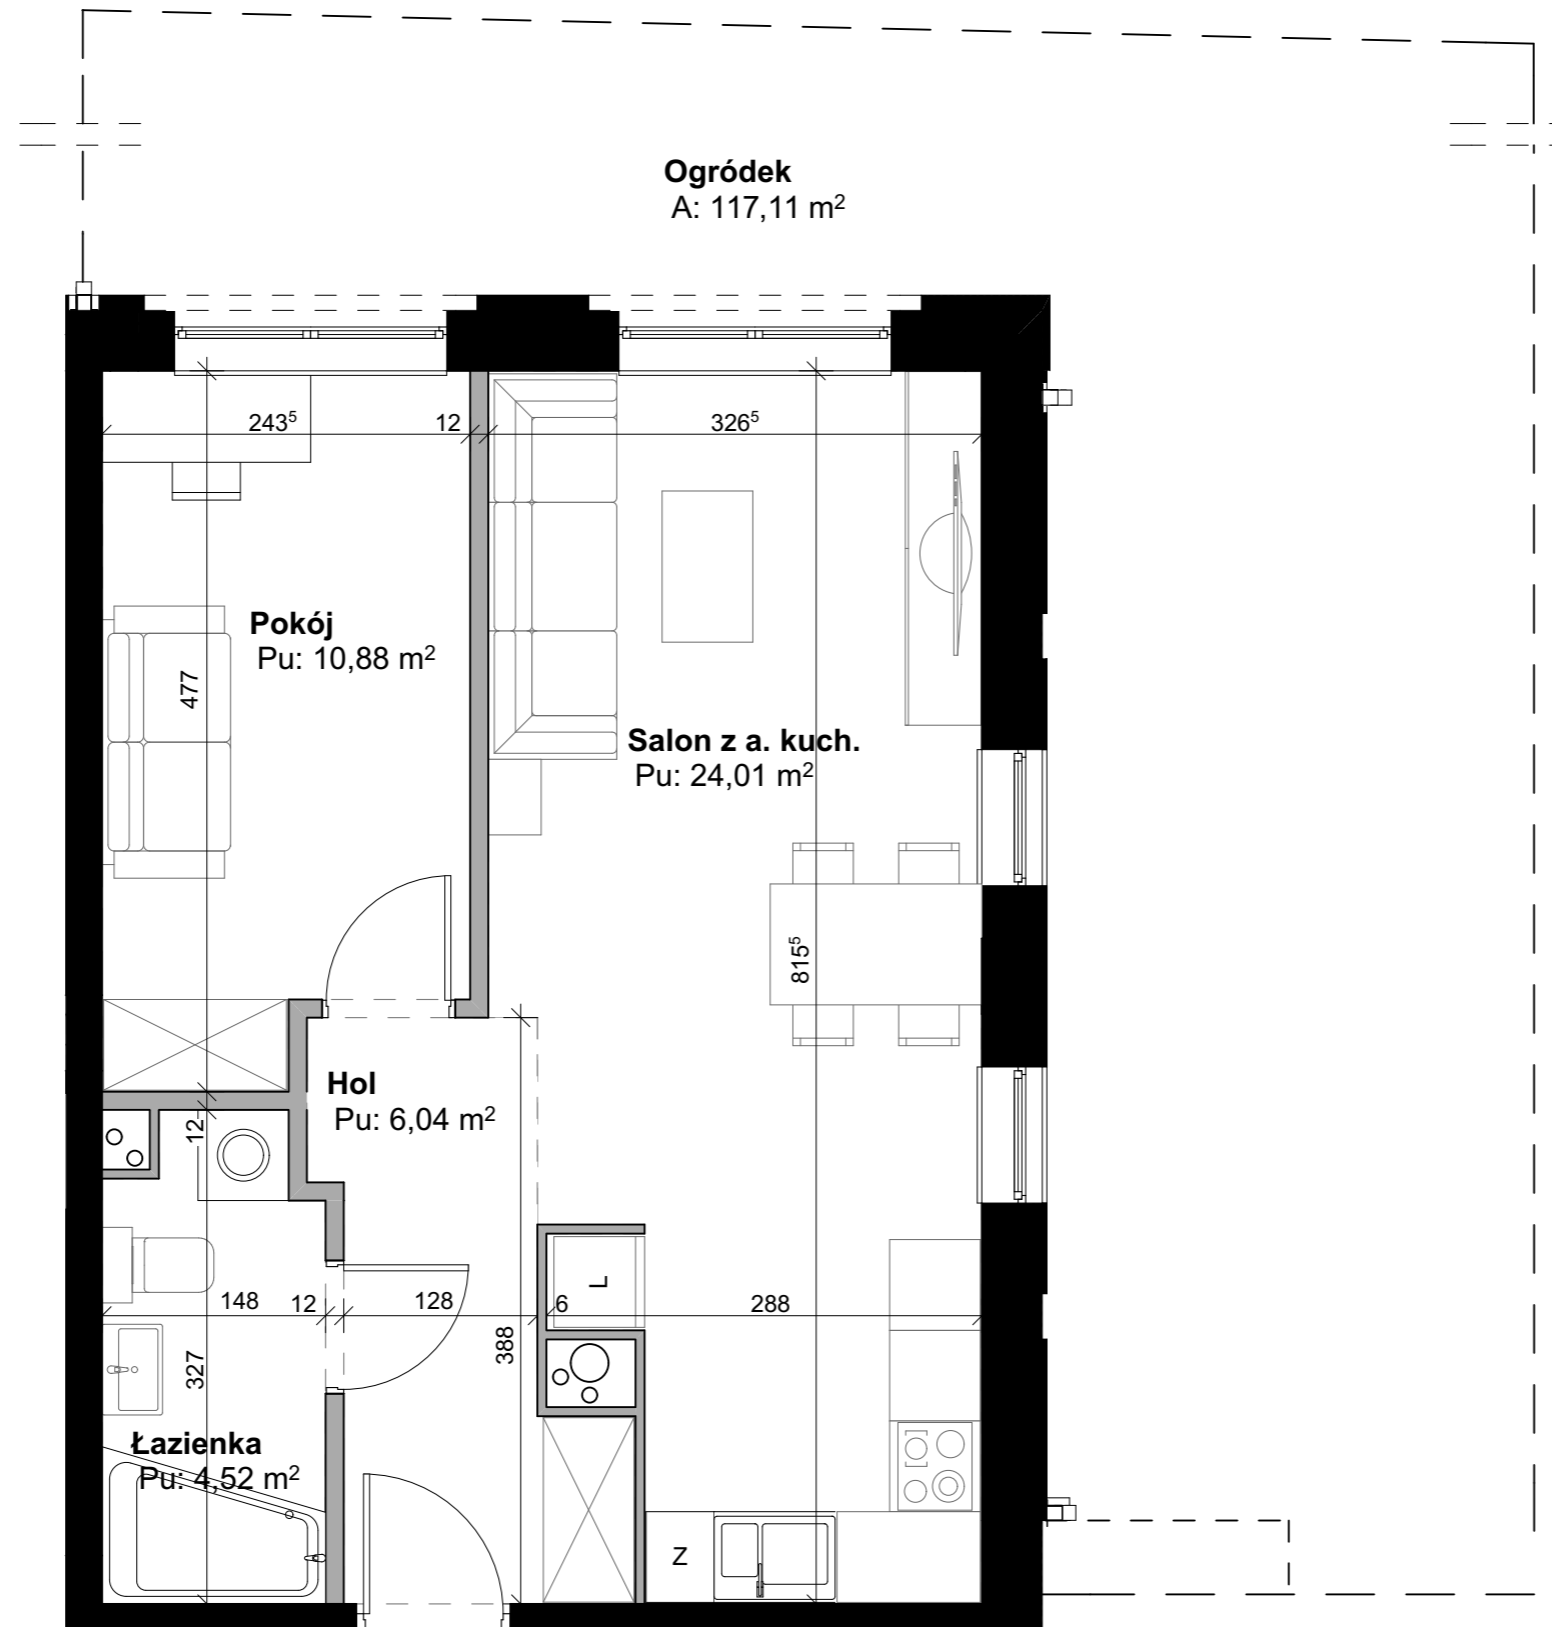 Ogródek
A: 117,11 m²
243⁵
12
326⁵
Pokój
Pu: 10,88 m²
477
Salon z a. kuch.
Pu: 24,01 m²
815⁵
Hol
Pu: 6,04 m²
12
L
148
12
128
6
288
388
327
Łazienka
Pu: 4,52 m²
Z